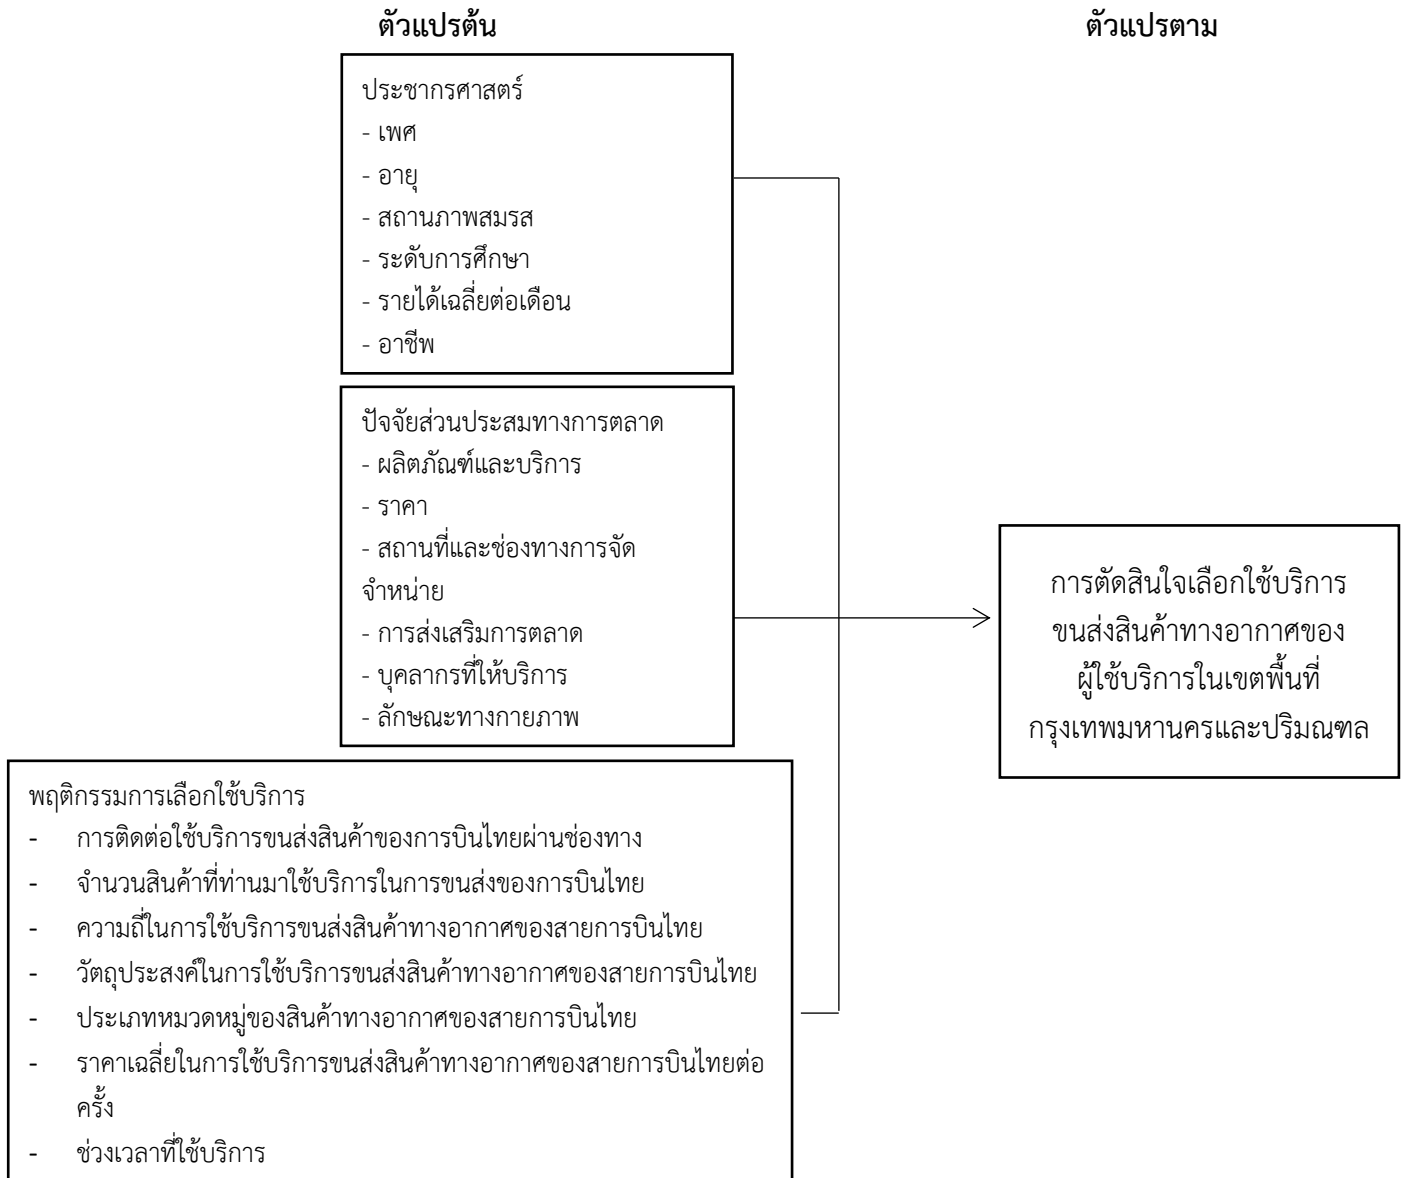 ตัวแปรต้น
ตัวแปรตาม
ประชากรศาสตร์
- เพศ
- อายุ
- สถานภาพสมรส
- ระดับการศึกษา
- รายได้เฉลี่ยต่อเดือน
- อาชีพ
ปัจจัยส่วนประสมทางการตลาด
- ผลิตภัณฑ์และบริการ
- ราคา
- สถานที่และช่องทางการจัด
จำหน่าย
- การส่งเสริมการตลาด
- บุคลากรที่ให้บริการ
- ลักษณะทางกายภาพ
พฤติกรรมการเลือกใช้บริการ
- การติดต่อใช้บริการขนส่งสินค้าของการบินไทยผ่านช่องทาง
- จำนวนสินค้าที่ท่านมาใช้บริการในการขนส่งของการบินไทย
- ความถี่ในการใช้บริการขนส่งสินค้าทางอากาศของสายการบินไทย
- วัตถุประสงค์ในการใช้บริการขนส่งสินค้าทางอากาศของสายการบินไทย
- ประเภทหมวดหมู่ของสินค้าทางอากาศของสายการบินไทย
- ราคาเฉลี่ยในการใช้บริการขนส่งสินค้าทางอากาศของสายการบินไทยต่อ
ครั้ง
- ช่วงเวลาที่ใช้บริการ
การตัดสินใจเลือกใช้บริการ
ขนส่งสินค้าทางอากาศของ
ผู้ใช้บริการในเขตพื้นที่
กรุงเทพมหานครและปริมณฑล